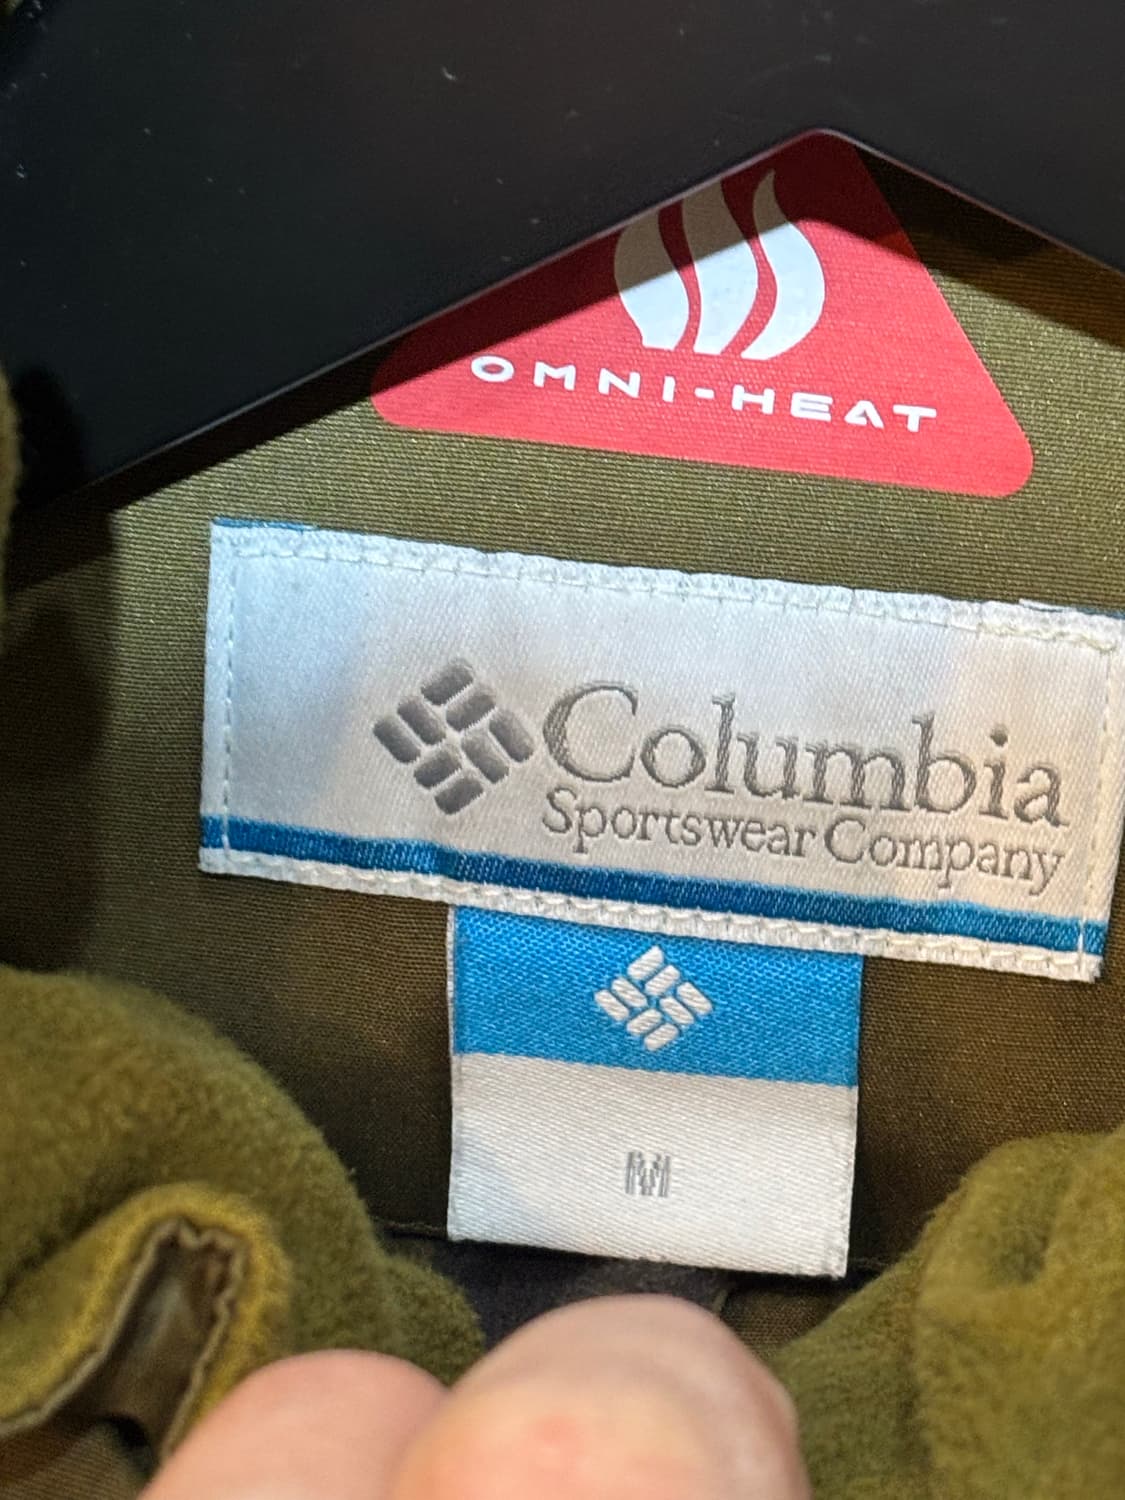 OMNI-HEAT
Columbia
Sportswear Company
M